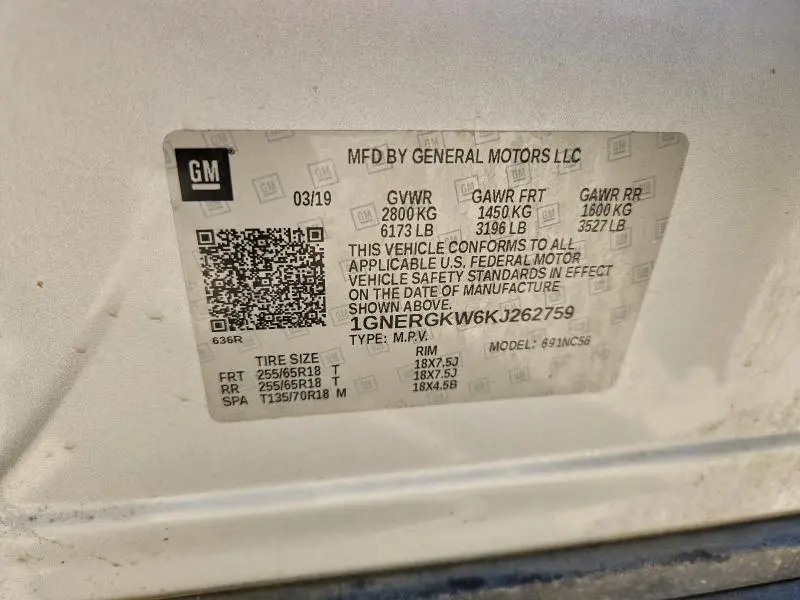 GM
MFD BY GENERAL MOTORS LLC
03/19 GVWR GAWR FRT GAWR RR
2800 KG 1450 KG 1600 KG
6173 LB 3196 LB 3527 LB
THIS VEHICLE CONFORMS TO ALL
APPLICABLE U.S. FEDERAL MOTOR
VEHICLE SAFETY STANDARDS IN EFFECT
ON THE DATE OF MANUFACTURE
SHOWN ABOVE.
1GNERGKW6KJ262759
636R
TYPE: M.P.V. MODEL: 691NC56
TIRE SIZE RIM
FRT 255/65R18 T 18X7.5J
RR 255/65R18 T 18X7.5J
SPA T135/70R18 M 18X4.5B